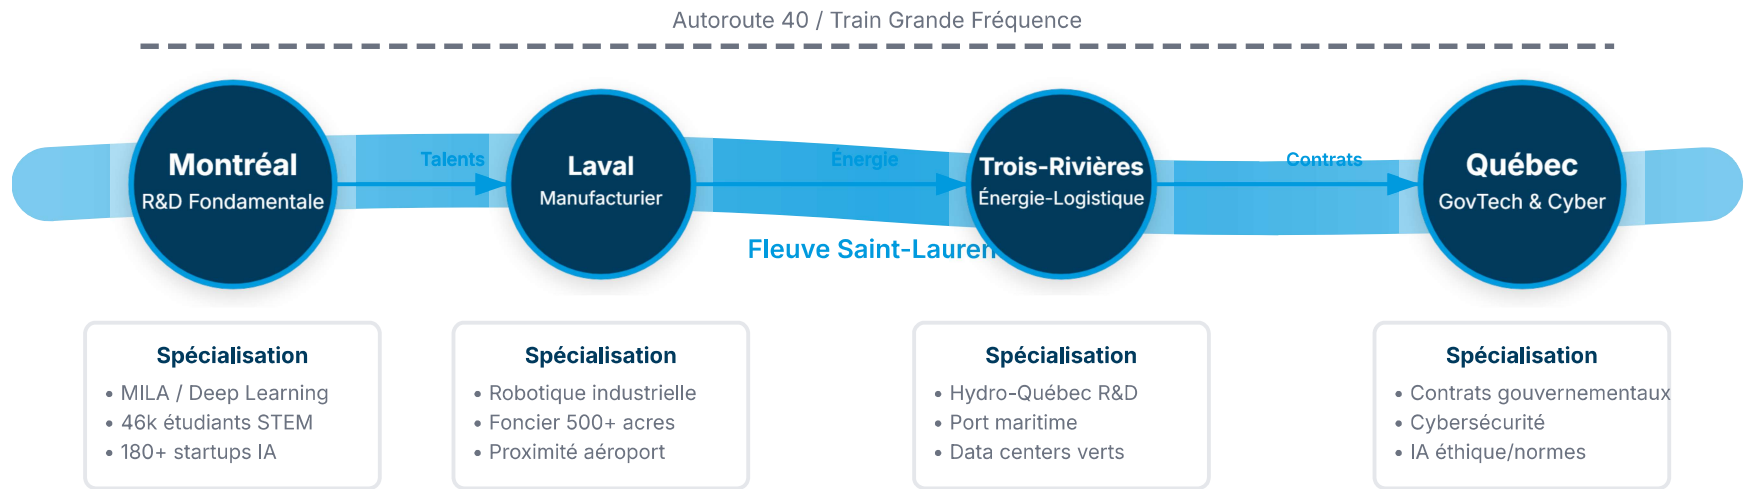 Autoroute 40 / Train Grande Fréquence
Montréal
R&D Fondamentale
Talents
Laval
Manufacturier
Énergie
Trois-Rivières
Énergie-Logistique
Contrats
Québec
GovTech & Cyber
Fleuve Saint-Lauren
Spécialisation
• MILA / Deep Learning
• 46k étudiants STEM
• 180+ startups IA
Spécialisation
• Robotique industrielle
• Foncier 500+ acres
• Proximité aéroport
Spécialisation
• Hydro-Québec R&D
• Port maritime
• Data centers verts
Spécialisation
• Contrats gouvernementaux
• Cybersécurité
• IA éthique/normes